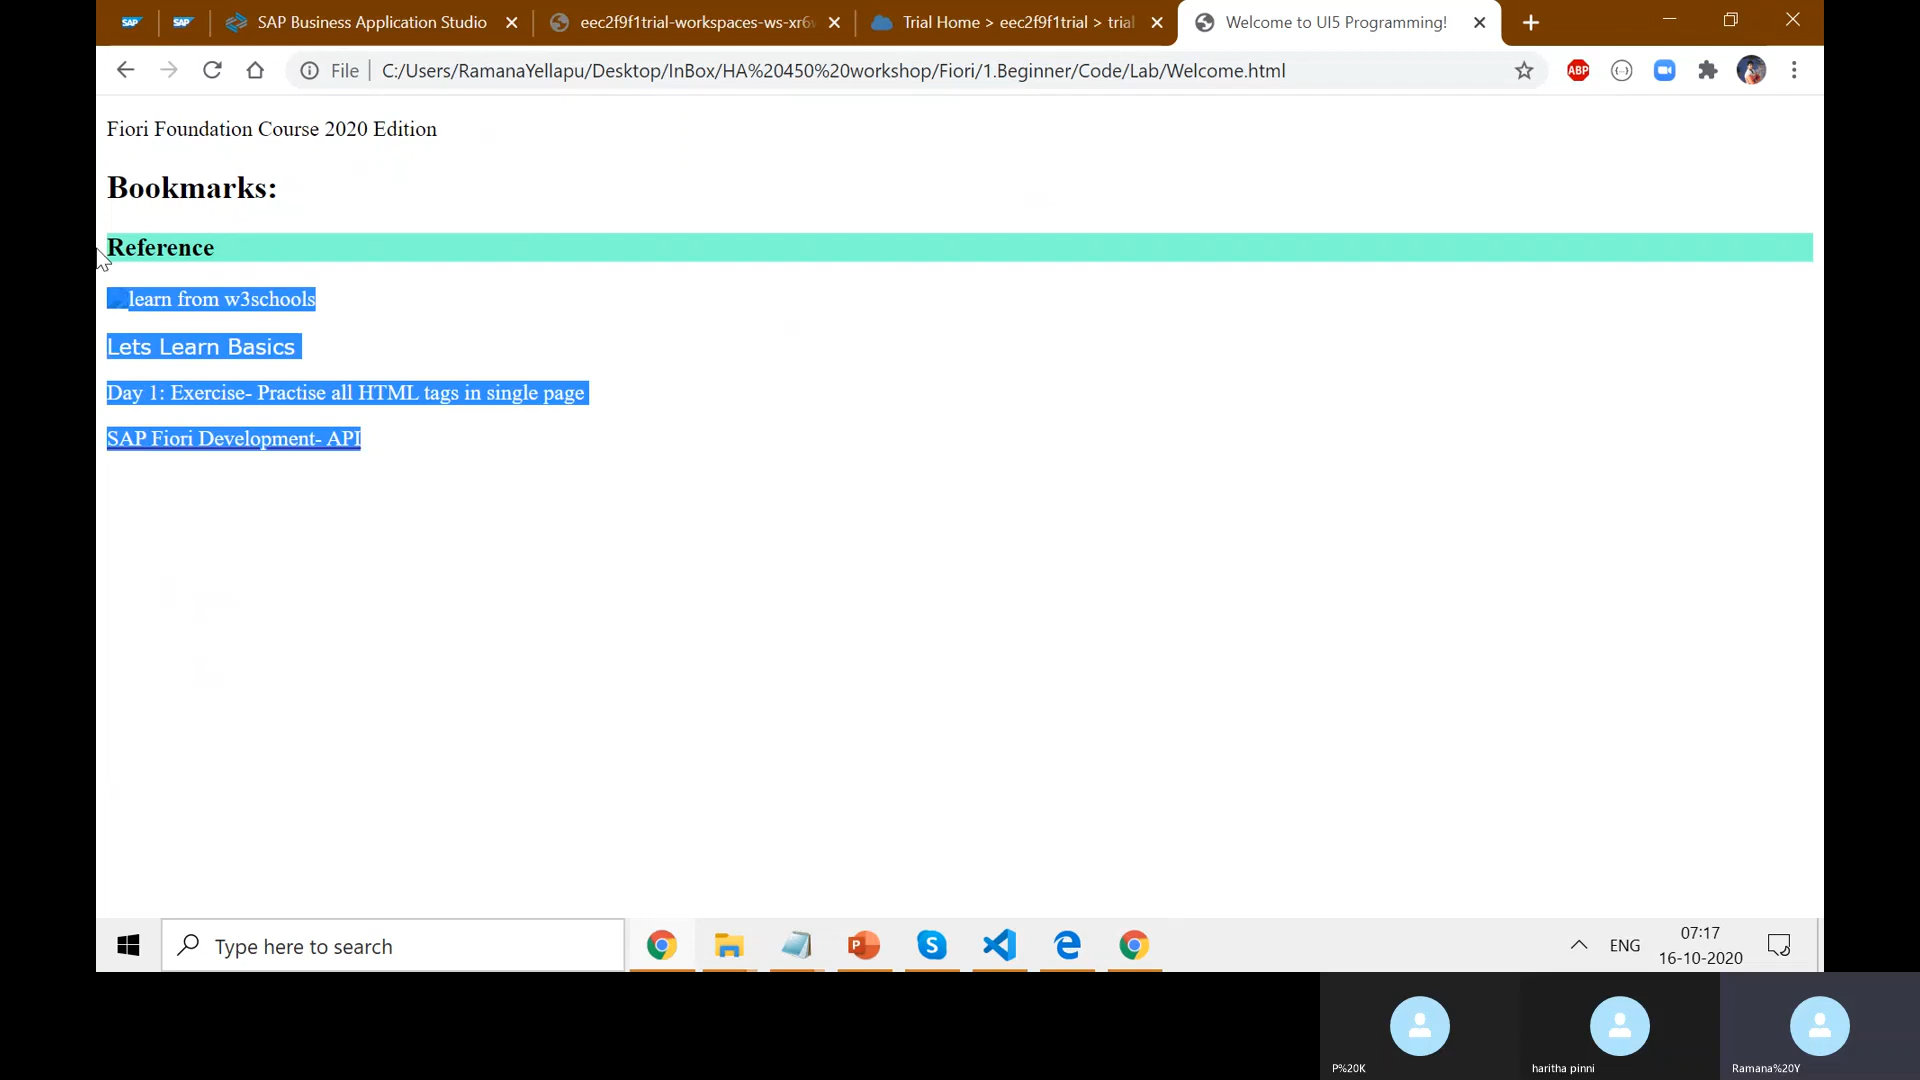 SAP SAP SAP Business Application Studio eec2f9f1trial-workspaces-ws-xr6 Trial Home > eec2f9f1trial > trial Welcome to UI5 Programming!
File C:/Users/RamanaYellapu/Desktop/InBox/HA%20450%20workshop/Fiori/1.Beginner/Code/Lab/Welcome.html ABP
Fiori Foundation Course 2020 Edition
Bookmarks:
Reference
learn from w3schools
Lets Learn Basics
Day 1: Exercise- Practise all HTML tags in single page
SAP Fiori Development- API
Type here to search
ENG
07:17
16-10-2020
P%20K
haritha pinni
Ramana%20Y